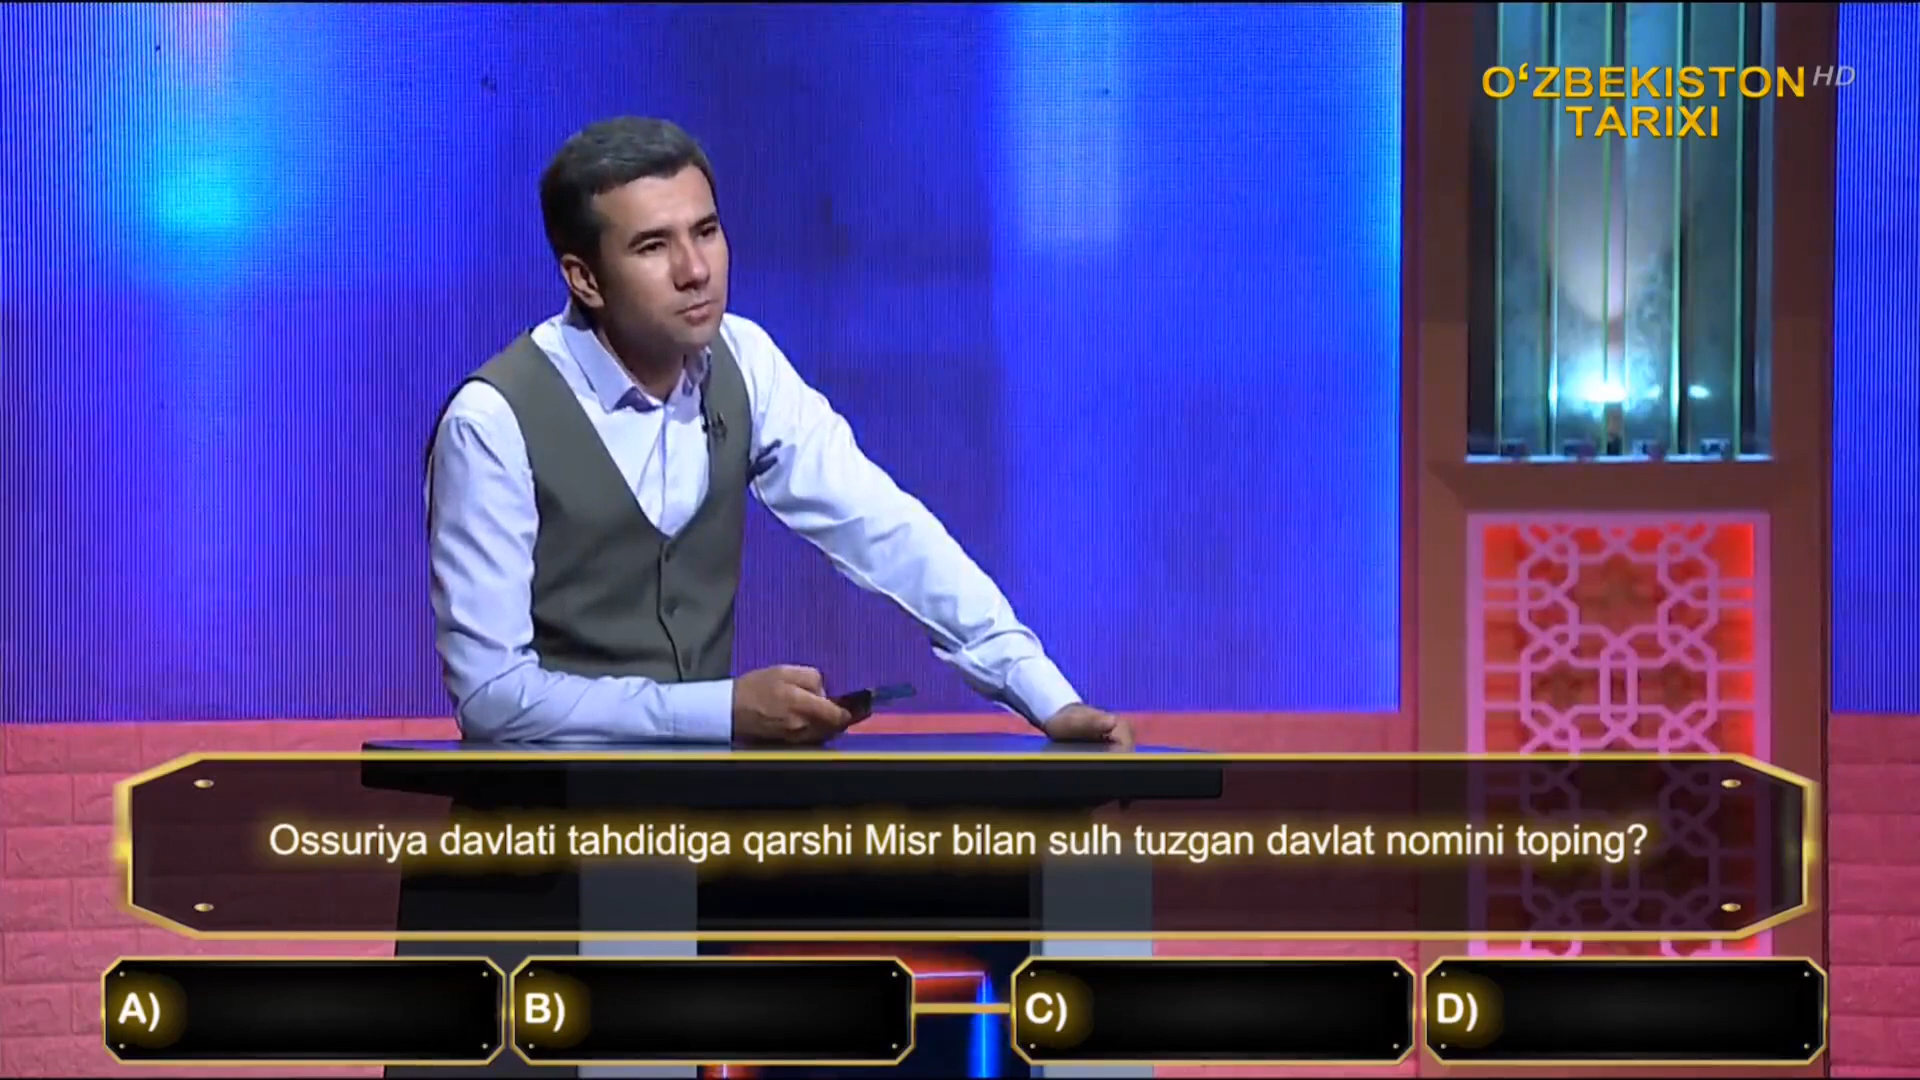 O‘ZBEKISTON HD
TARIXI
Ossuriya davlati tahdidiga qarshi Misr bilan sulh tuzgan davlat nomini toping?
A)
B)
C)
D)